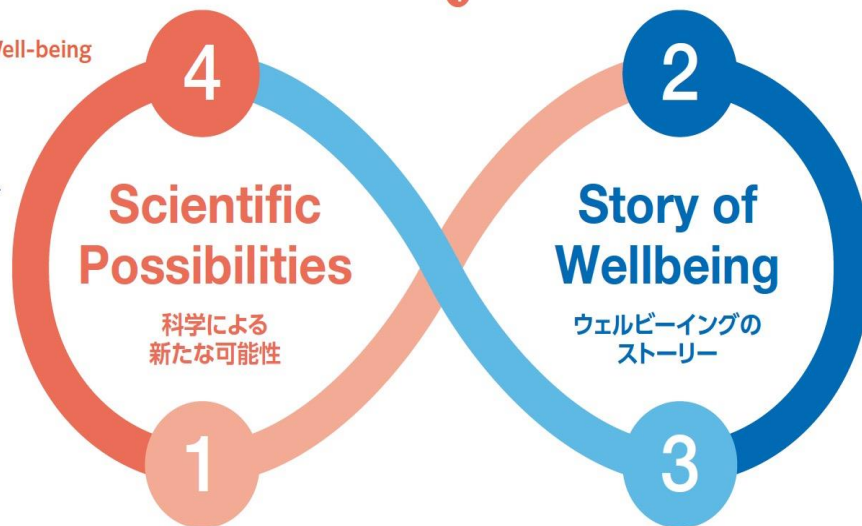 Well-being
4
2
Scientific
Possibilities
科学による
新たな可能性
Story of
Wellbeing
ウェルビーイングの
ストーリー
1
3